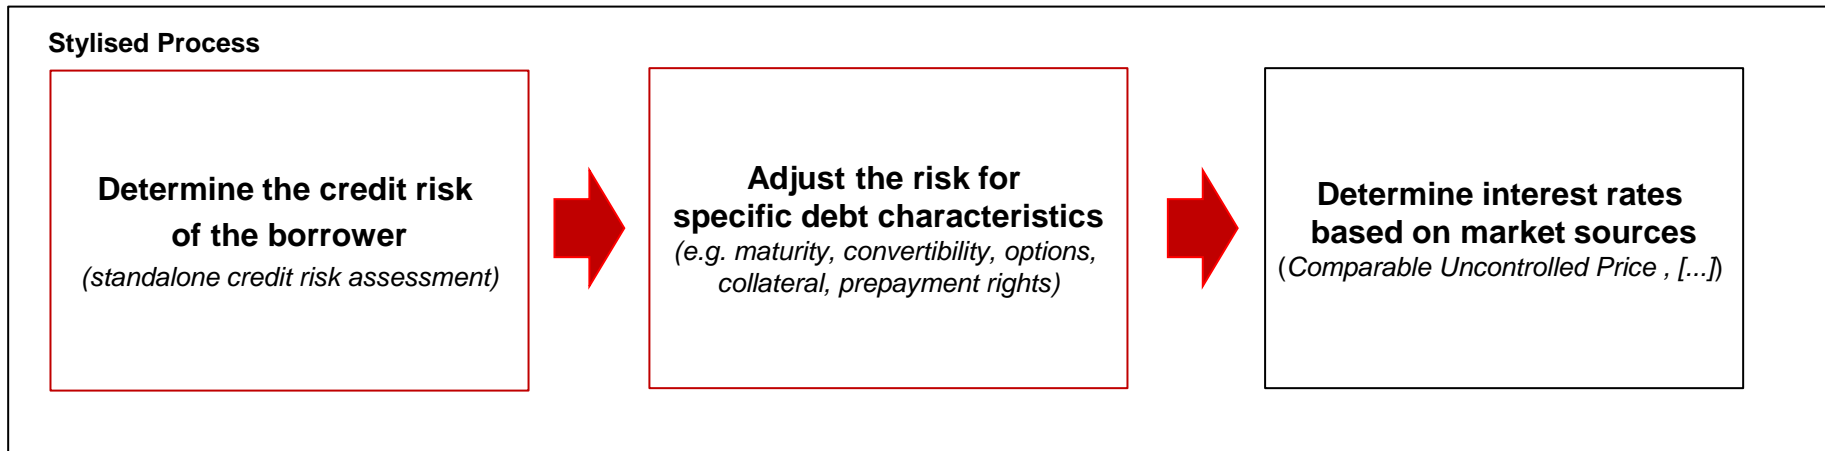 Stylised Process
Determine the credit risk
of the borrower
(standalone credit risk assessment)
Adjust the risk for
specific debt characteristics
(e.g. maturity, convertibility, options,
collateral, prepayment rights)
Determine interest rates
based on market sources
(Comparable Uncontrolled Price , [...])